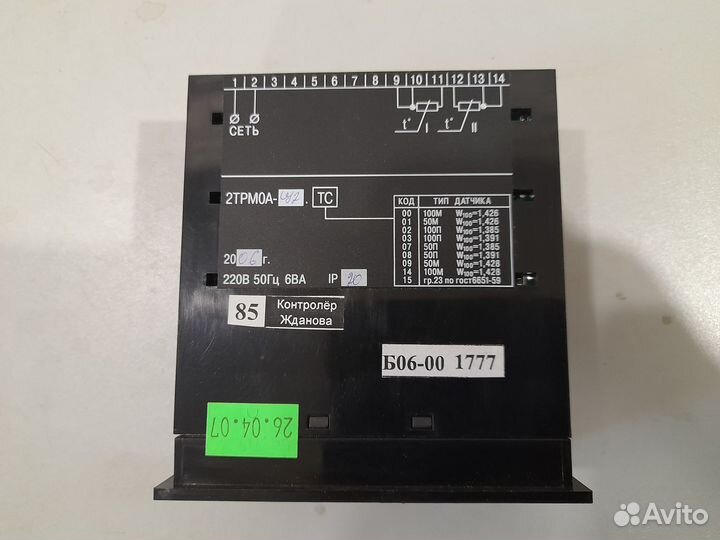 1 2 3 4 5 6 7 8 9 10 11 12 13 14
СЕТЬ
t° I t° II
2ТРМ0А-Щ2. ТС
КОД ТИП ДАТЧИКА
00 100М W100=1,426
01 50М W100=1,426
02 100П W100=1,385
03 100П W100=1,391
07 50П W100=1,385
08 50П W100=1,391
09 50М W100=1,428
14 100М W100=1,428
15 гр.23 по гост6651-59
2006г.
220В 50Гц 6ВА IP 20
85 Контролёр
Жданова
Б06-00 1777
26.04.07
Avito